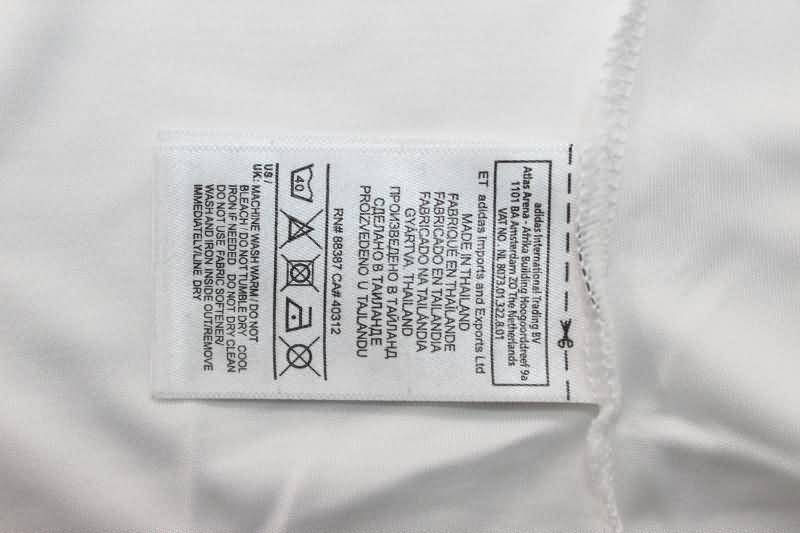 adidas International Trading BV
Atlas Arena - Afrika Building Hoogoorddreef 9a
1101 BA Amsterdam ZO The Netherlands
VAT NO. NL 8073.01.322.B.01
ET adidas Imports and Exports Ltd
MADE IN THAILAND
FABRIQUÉ EN THAÏLANDE
FABRICADO EN TAILANDIA
FABRICADO NA TAILÂNDIA
GYÁRTVA: THAILAND
ПРОИЗВЕДЕНО В ТАЙЛАНД
СДЕЛАНО В ТАИЛАНДЕ
PROIZVEDENO U TAJLANDU
RN# 88387 CA# 40312
40
US /
UK: MACHINE WASH WARM / DO NOT
BLEACH / DO NOT TUMBLE DRY COOL
IRON IF NEEDED DO NOT DRY CLEAN
DO NOT USE FABRIC SOFTENER/
WASH AND IRON INSIDE OUT/REMOVE
IMMEDIATELY/LINE DRY